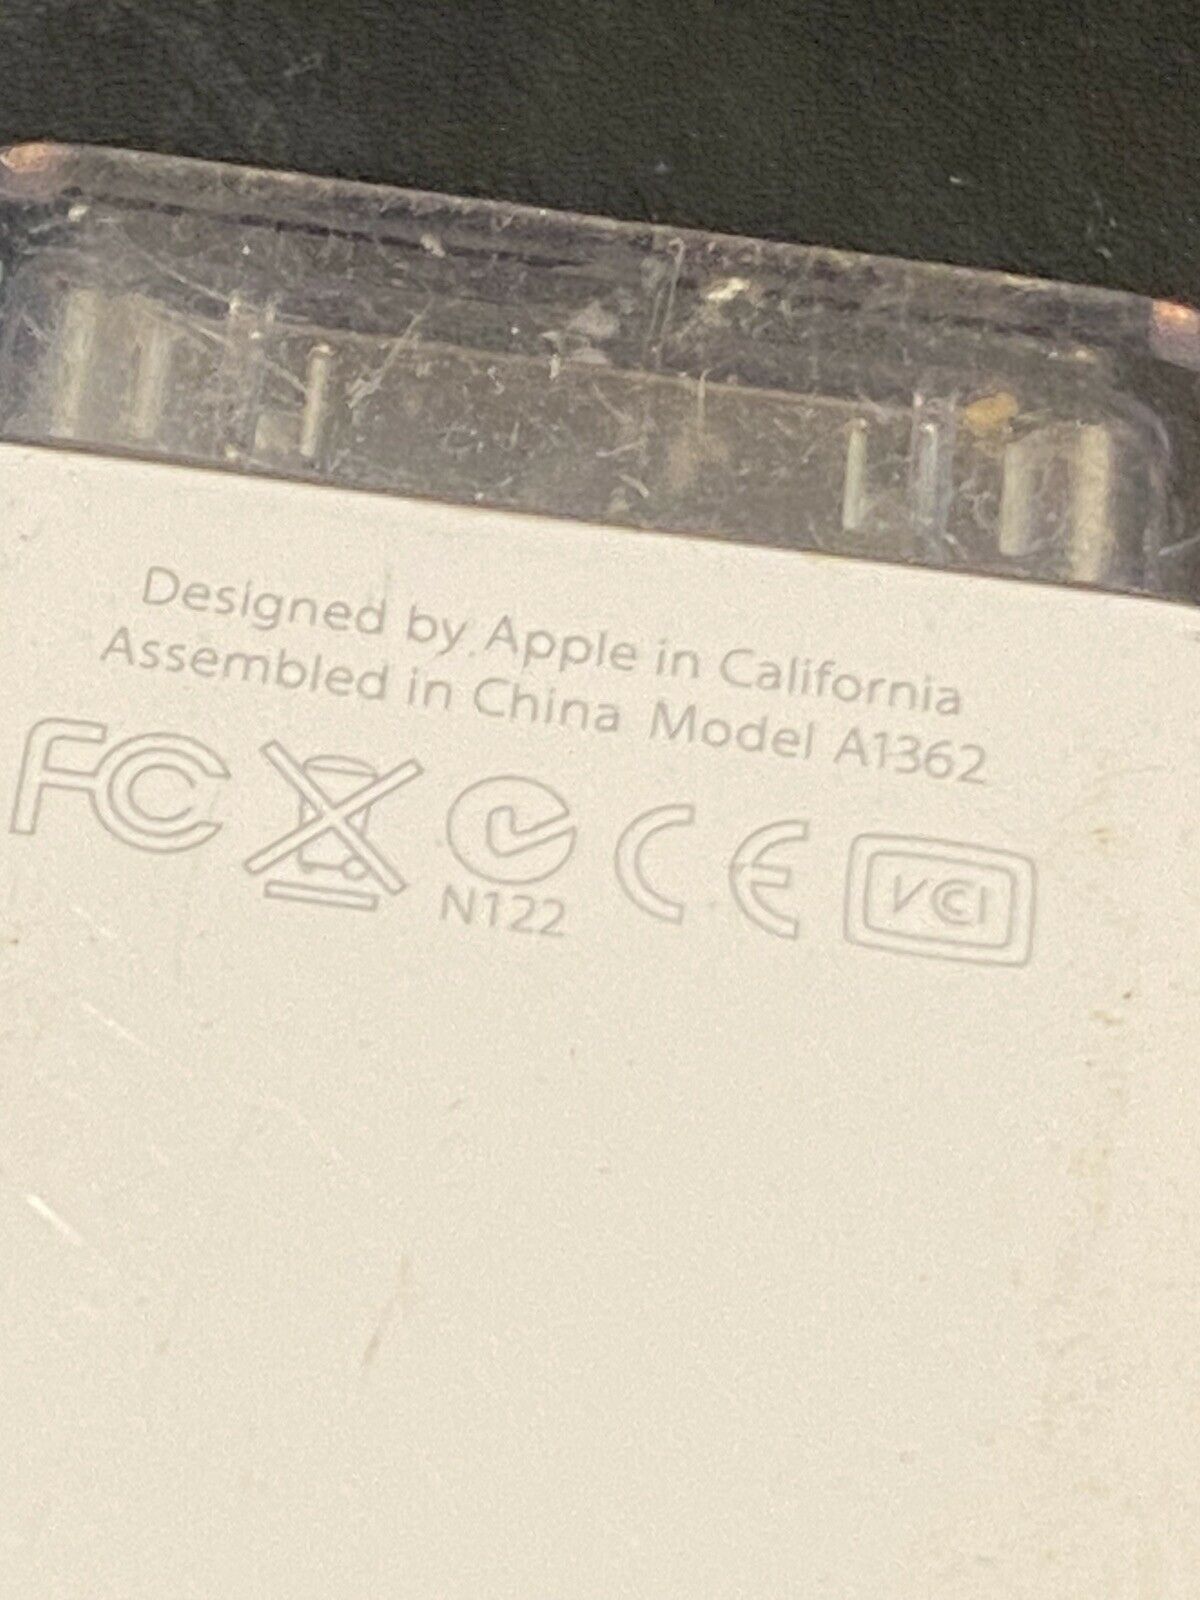 Designed by Apple in California
Assembled in China Model A1362
FC CE VCI
N122